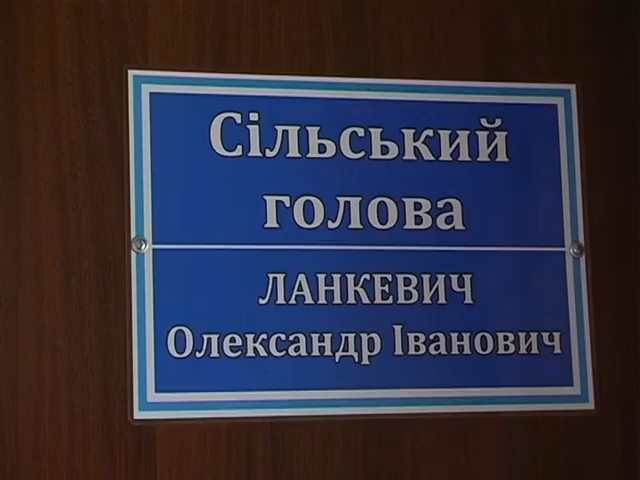 Сільський
голова
ЛАНКЕВИЧ
Олександр Іванович